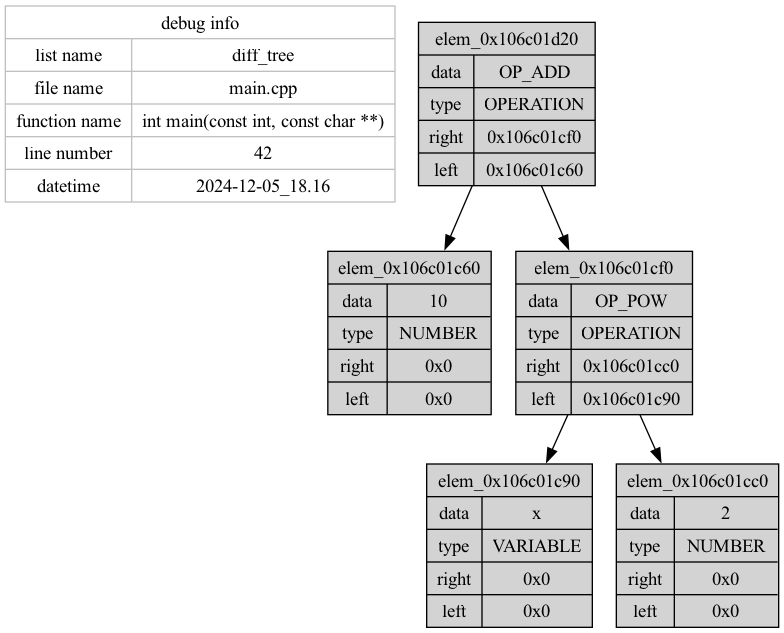 debug info
list name diff_tree
file name main.cpp
function name int main(const int, const char **)
line number 42
datetime 2024-12-05_18.16
elem_0x106c01d20
data OP_ADD
type OPERATION
right 0x106c01cf0
left 0x106c01c60
elem_0x106c01c60
data 10
type NUMBER
right 0x0
left 0x0
elem_0x106c01cf0
data OP_POW
type OPERATION
right 0x106c01cc0
left 0x106c01c90
elem_0x106c01c90
data x
type VARIABLE
right 0x0
left 0x0
elem_0x106c01cc0
data 2
type NUMBER
right 0x0
left 0x0